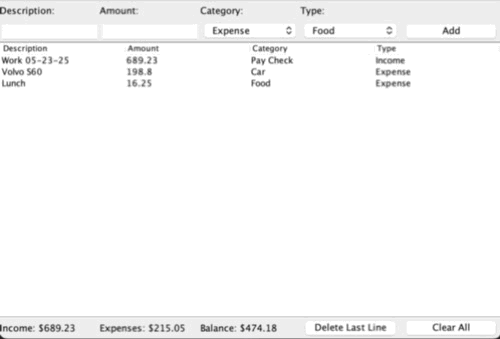 Description: Amount: Category: Type:
Expense Food Add
Description Amount Category Type
Work 05-23-25 689.23 Pay Check Income
Volvo S60 198.8 Car Expense
Lunch 16.25 Food Expense
Income: $689.23 Expenses: $215.05 Balance: $474.18 Delete Last Line Clear All